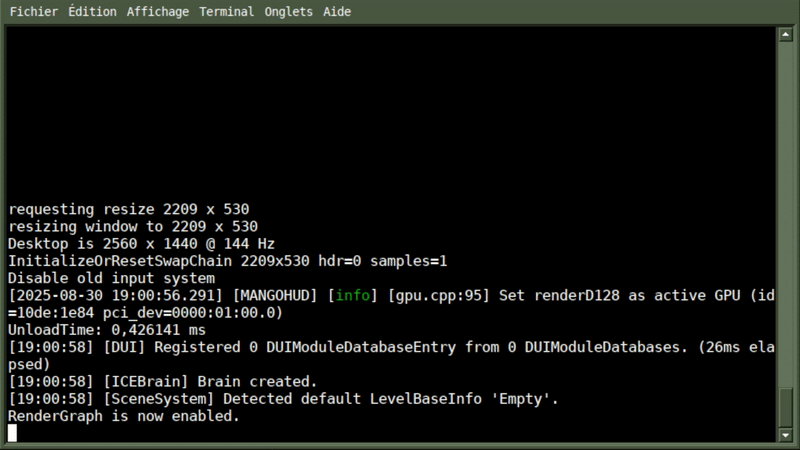 Fichier Édition Affichage Terminal Onglets Aide
requesting resize 2209 x 530
resizing window to 2209 x 530
Desktop is 2560 x 1440 @ 144 Hz
InitializeOrResetSwapChain 2209x530 hdr=0 samples=1
Disable old input system
[2025-08-30 19:00:56.291] [MANGOHUD] [info] [gpu.cpp:95] Set renderD128 as active GPU (id
=10de:1e84 pci_dev=0000:01:00.0)
UnloadTime: 0,426141 ms
[19:00:58] [DUI] Registered 0 DUIModuleDatabaseEntry from 0 DUIModuleDatabases. (26ms ela
psed)
[19:00:58] [ICEBrain] Brain created.
[19:00:58] [SceneSystem] Detected default LevelBaseInfo 'Empty'.
RenderGraph is now enabled.